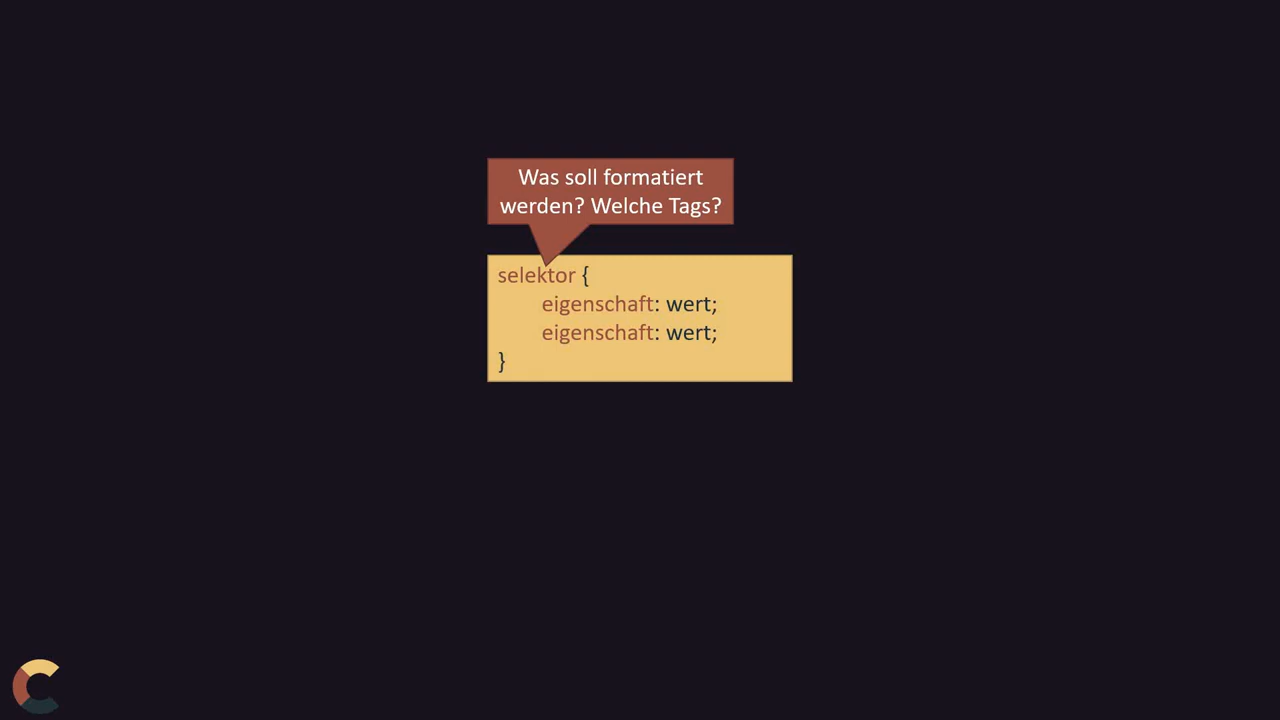 Was soll formatiert
werden? Welche Tags?
selektor {
eigenschaft: wert;
eigenschaft: wert;
}